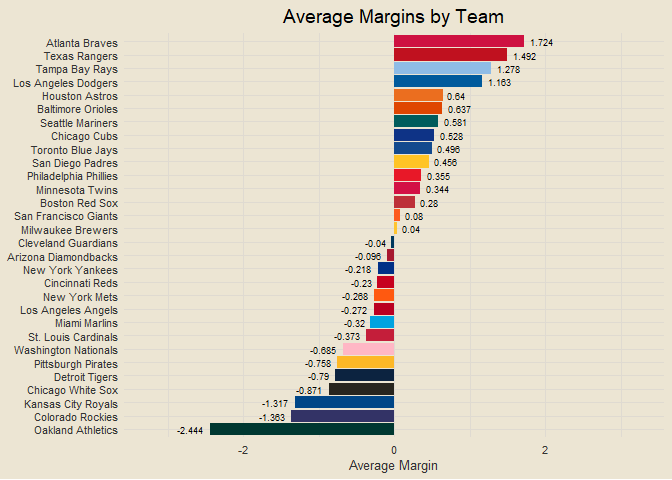 Average Margins by Team
Atlanta Braves 1.724
Texas Rangers 1.492
Tampa Bay Rays 1.278
Los Angeles Dodgers 1.163
Houston Astros 0.64
Baltimore Orioles 0.637
Seattle Mariners 0.581
Chicago Cubs 0.528
Toronto Blue Jays 0.496
San Diego Padres 0.456
Philadelphia Phillies 0.355
Minnesota Twins 0.344
Boston Red Sox 0.28
San Francisco Giants 0.08
Milwaukee Brewers 0.04
Cleveland Guardians -0.04
Arizona Diamondbacks -0.096
New York Yankees -0.218
Cincinnati Reds -0.23
New York Mets -0.268
Los Angeles Angels -0.272
Miami Marlins -0.32
St. Louis Cardinals -0.373
Washington Nationals -0.685
Pittsburgh Pirates -0.758
Detroit Tigers -0.79
Chicago White Sox -0.871
Kansas City Royals -1.317
Colorado Rockies -1.363
Oakland Athletics -2.444
-2 0 2
Average Margin